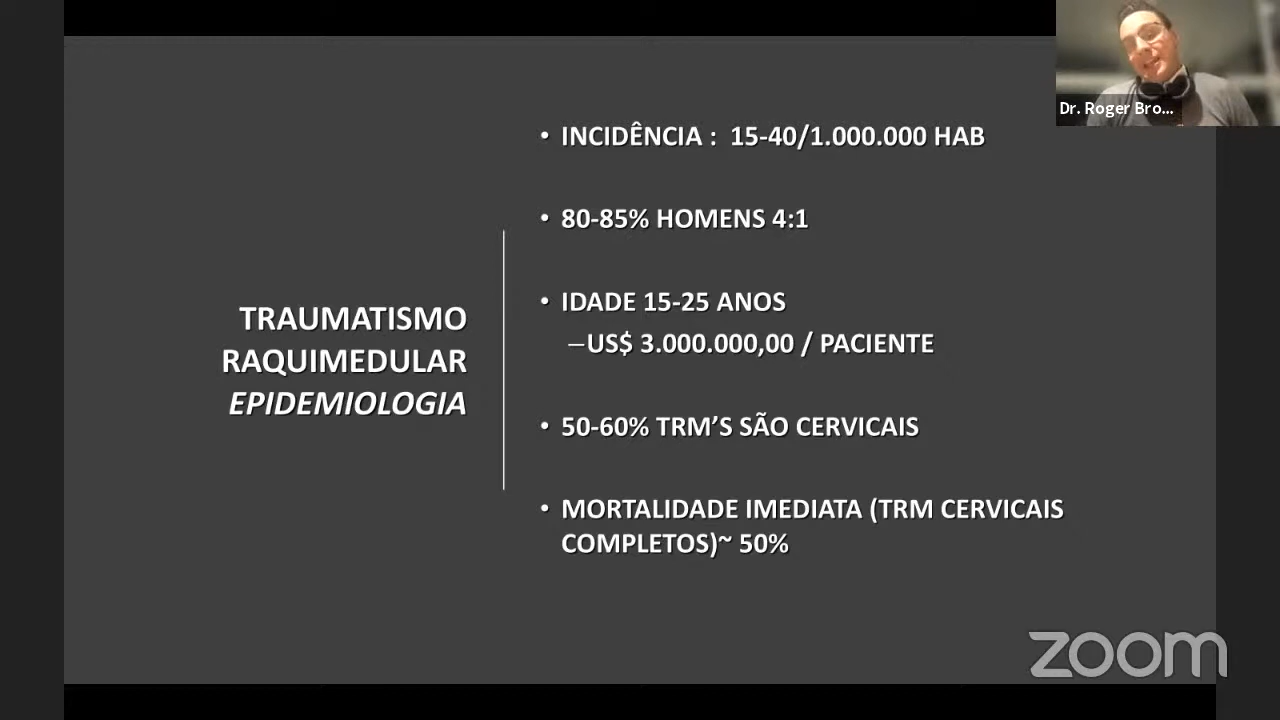 Dr. Roger Bro...
TRAUMATISMO
RAQUIMEDULAR
EPIDEMIOLOGIA
• INCIDÊNCIA : 15-40/1.000.000 HAB
• 80-85% HOMENS 4:1
• IDADE 15-25 ANOS
–US$ 3.000.000,00 / PACIENTE
• 50-60% TRM’S SÃO CERVICAIS
• MORTALIDADE IMEDIATA (TRM CERVICAIS
COMPLETOS)~ 50%
zoom